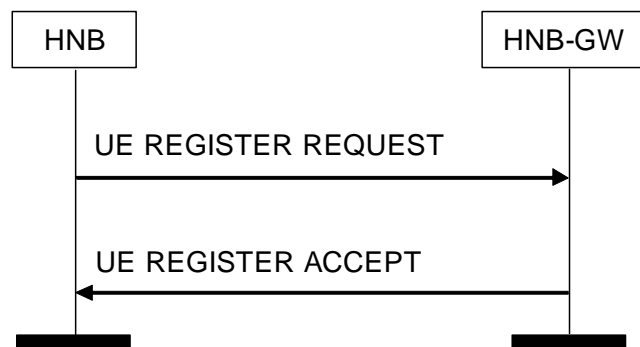 HNB
HNB-GW
UE REGISTER REQUEST
UE REGISTER ACCEPT